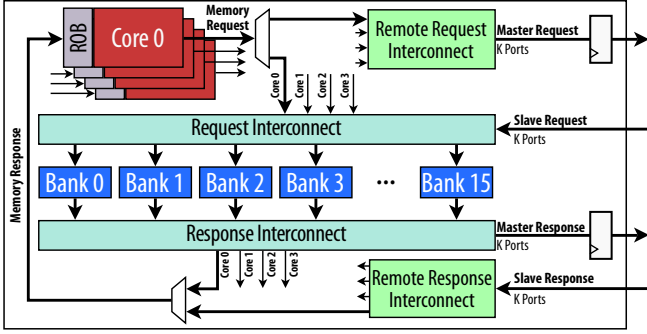 Memory
Request
ROB
Core 0
Remote Request
Interconnect
Master Request
K Ports
Core 0
Core 1
Core 2
Core 3
Request Interconnect
Slave Request
K Ports
Memory Response
Bank 0
Bank 1
Bank 2
Bank 3
...
Bank 15
Response Interconnect
Master Response
K Ports
Core 0
Core 1
Core 2
Core 3
Remote Response
Interconnect
Slave Response
K Ports